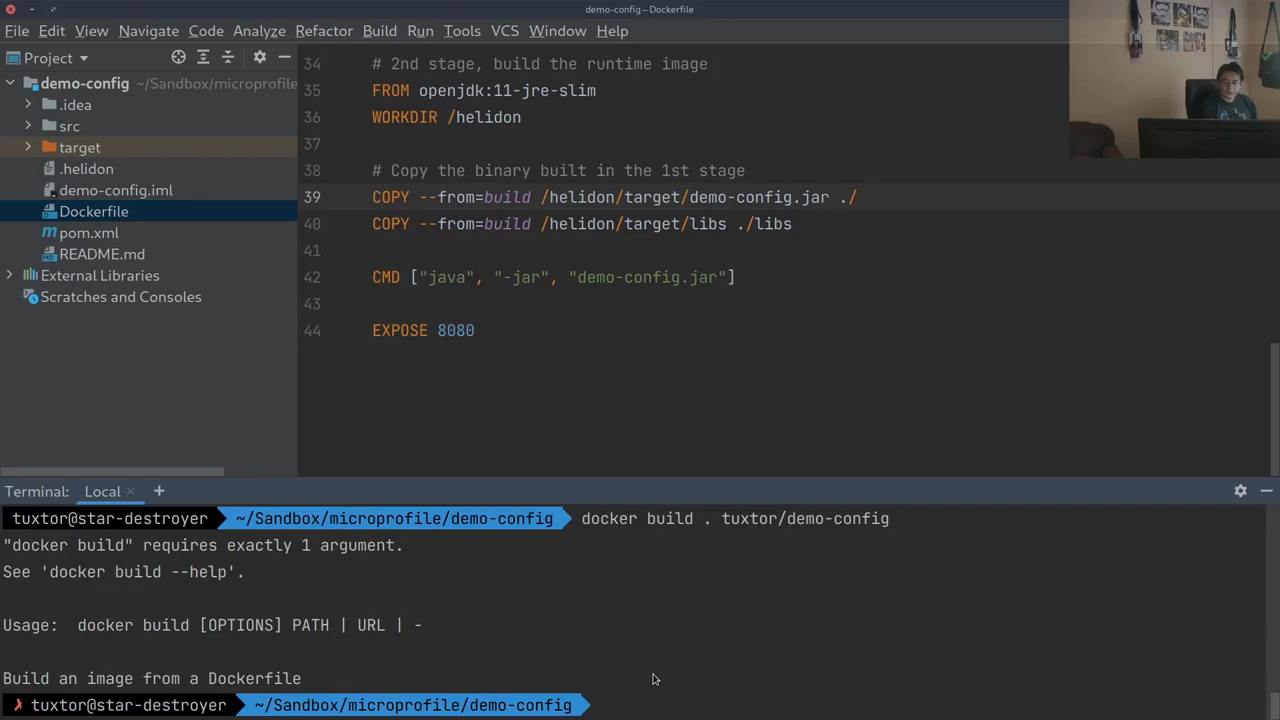 demo-config – Dockerfile
File Edit View Navigate Code Analyze Refactor Build Run Tools VCS Window Help
Project
demo-config ~/Sandbox/microprofile
.idea
src
target
.helidon
demo-config.iml
Dockerfile
pom.xml
README.md
External Libraries
Scratches and Consoles
34 # 2nd stage, build the runtime image
35 FROM openjdk:11-jre-slim
36 WORKDIR /helidon
37
38 # Copy the binary built in the 1st stage
39 COPY --from=build /helidon/target/demo-config.jar ./
40 COPY --from=build /helidon/target/libs ./libs
41
42 CMD ["java", "-jar", "demo-config.jar"]
43
44 EXPOSE 8080
Terminal: Local × +
tuxtor@star-destroyer ~/Sandbox/microprofile/demo-config docker build . tuxtor/demo-config
"docker build" requires exactly 1 argument.
See 'docker build --help'.
Usage:  docker build [OPTIONS] PATH | URL | -
Build an image from a Dockerfile
✗ tuxtor@star-destroyer ~/Sandbox/microprofile/demo-config